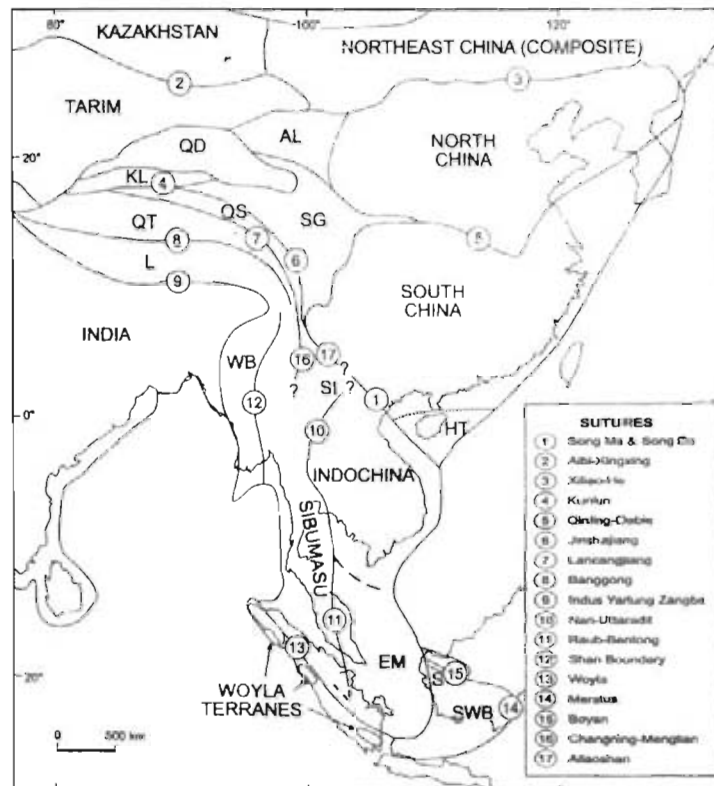 80°
100°
120°
KAZAKHSTAN
NORTHEAST CHINA (COMPOSITE)
2
3
TARIM
NORTH
CHINA
AL
QD
20°
KL
4
QS
SG
QT
7
8
6
5
L
9
SOUTH
CHINA
INDIA
WB
16
17
?
?
?
SI
12
1
0°
10
HT
INDOCHINA
SIBUMASU
11
EM
13
15
S
20°
WOYLA
TERRANES
SWB
14
0
500 km
SUTURES
1 Song Ma & Song Da
2
3
4 Kunlun
5 Qinling-Dabie
6 Jinshajiang
7 Lancangjiang
8 Banggong
9 Indus Yarlung Zangbo
10 Nan-Uttaradit
11 Raub-Bentong
12 Shan Boundary
13 Woyla
14 Meratus
15 Boyan
16 Changning-Menglian
17 Ailaoshan